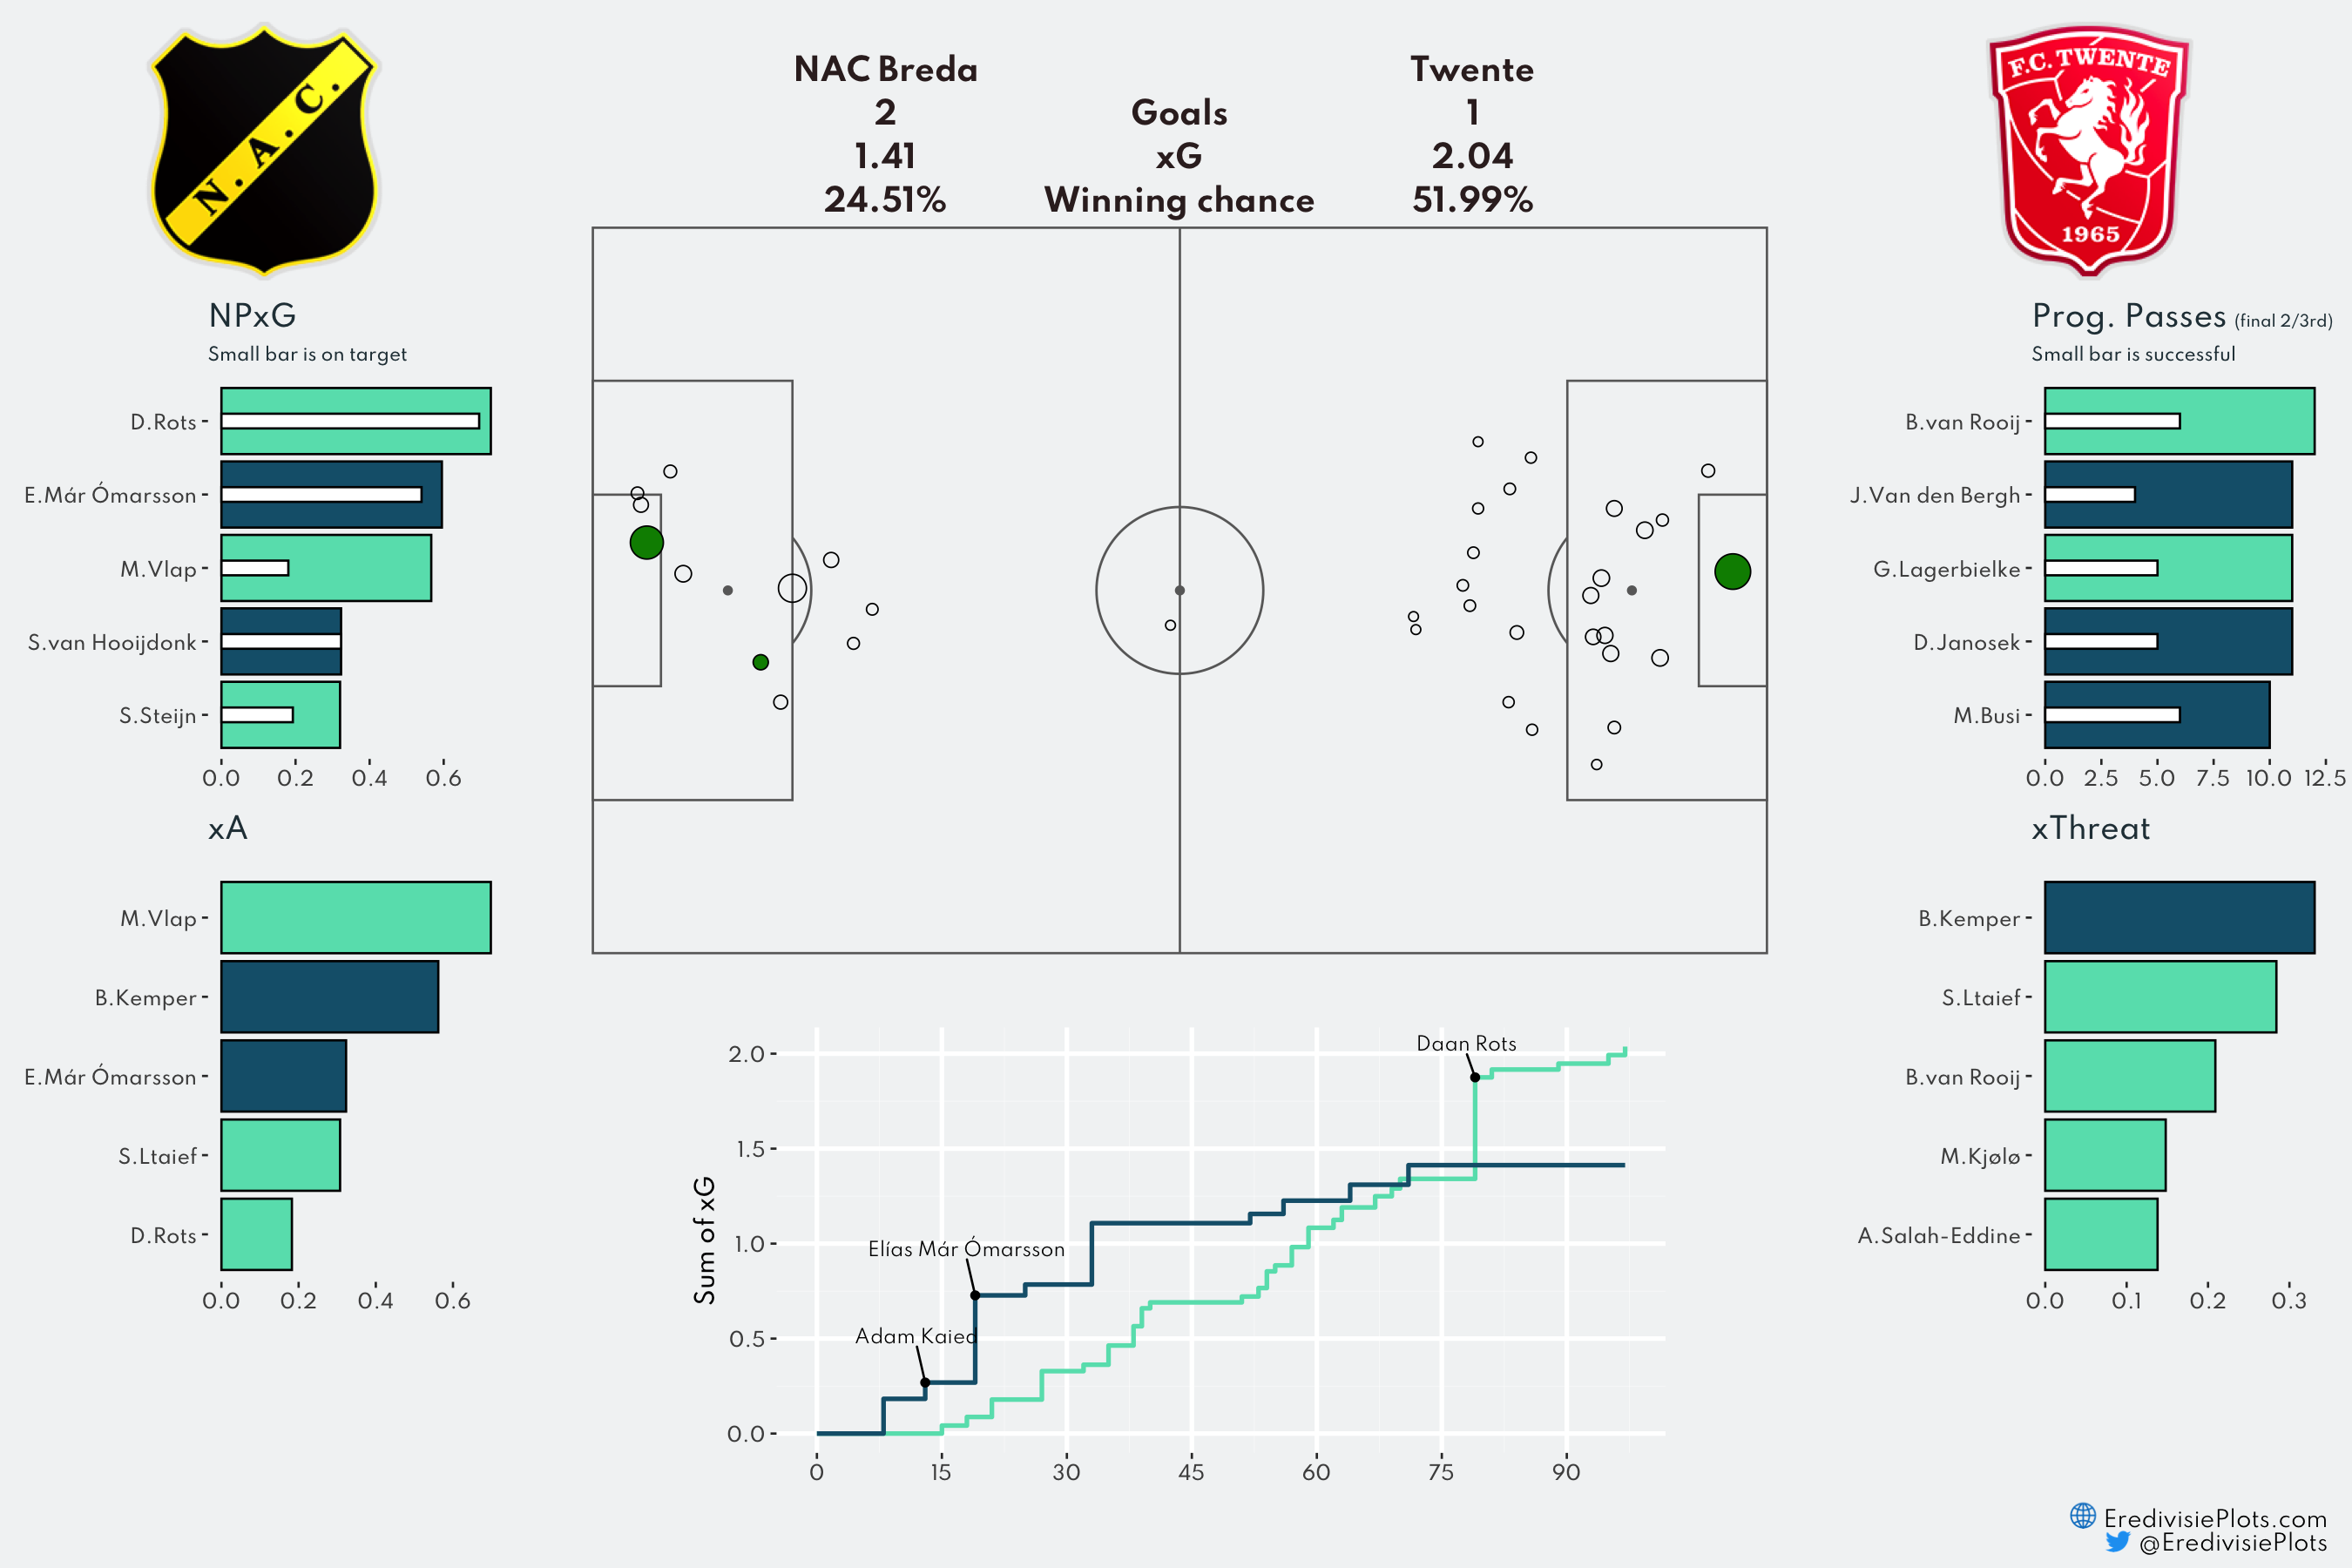 N.A.C.
NAC Breda
Twente
2
Goals
1
1.41
xG
2.04
24.51%
Winning chance
51.99%
F.C. TWENTE
1965
NPxG
Small bar is on target
D.Rots
E.Már Ómarsson
M.Vlap
S.van Hooijdonk
S.Steijn
0.0 0.2 0.4 0.6
xA
M.Vlap
B.Kemper
E.Már Ómarsson
S.Ltaief
D.Rots
0.0 0.2 0.4 0.6
Sum of xG
2.0
1.5
1.0
0.5
0.0
Daan Rots
Elías Már Ómarsson
Adam Kaied
0 15 30 45 60 75 90
Prog. Passes (final 2/3rd)
Small bar is successful
B.van Rooij
J.Van den Bergh
G.Lagerbielke
D.Janosek
M.Busi
0.0 2.5 5.0 7.5 10.0 12.5
xThreat
B.Kemper
S.Ltaief
B.van Rooij
M.Kjølø
A.Salah-Eddine
0.0 0.1 0.2 0.3
EredivisiePlots.com
@EredivisiePlots